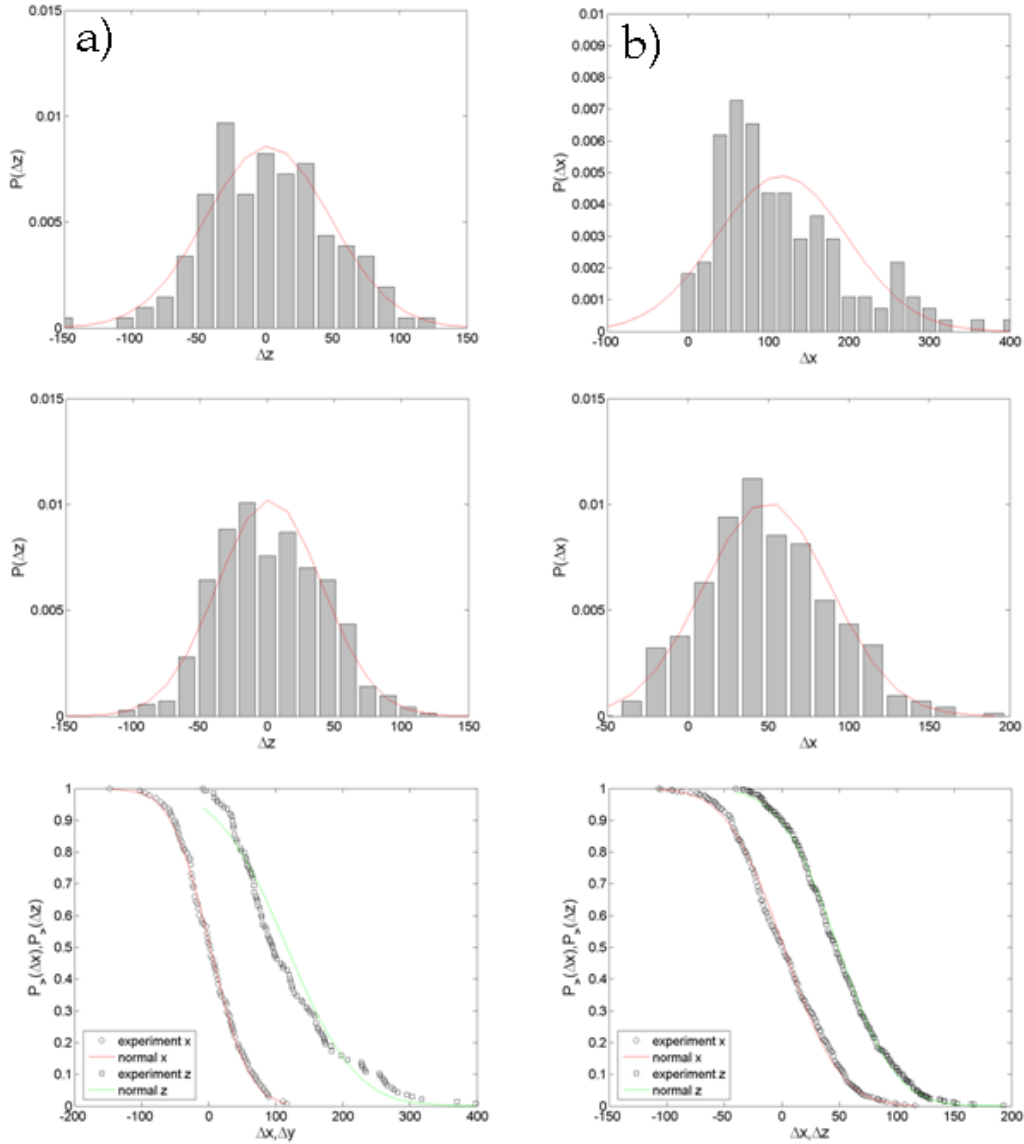 a)
0.015
0.01
0.005
0
P(Δz)
-150 -100 -50 0 50 100 150
Δz
b)
0.01
0.009
0.008
0.007
0.006
0.005
0.004
0.003
0.002
0.001
0
P(Δx)
-100 0 100 200 300 400
Δx
0.015
0.01
0.005
0
P(Δz)
-150 -100 -50 0 50 100 150
Δz
0.015
0.01
0.005
0
P(Δx)
-50 0 50 100 150 200
Δx
1
0.9
0.8
0.7
0.6
0.5
0.4
0.3
0.2
0.1
0
P>(Δx),P>(Δz)
experiment x
normal x
experiment z
normal z
-200 -100 0 100 200 300 400
Δx,Δy
1
0.9
0.8
0.7
0.6
0.5
0.4
0.3
0.2
0.1
0
P>(Δx),P>(Δz)
experiment x
normal x
experiment z
normal z
-150 -100 -50 0 50 100 150 200
Δx,Δz